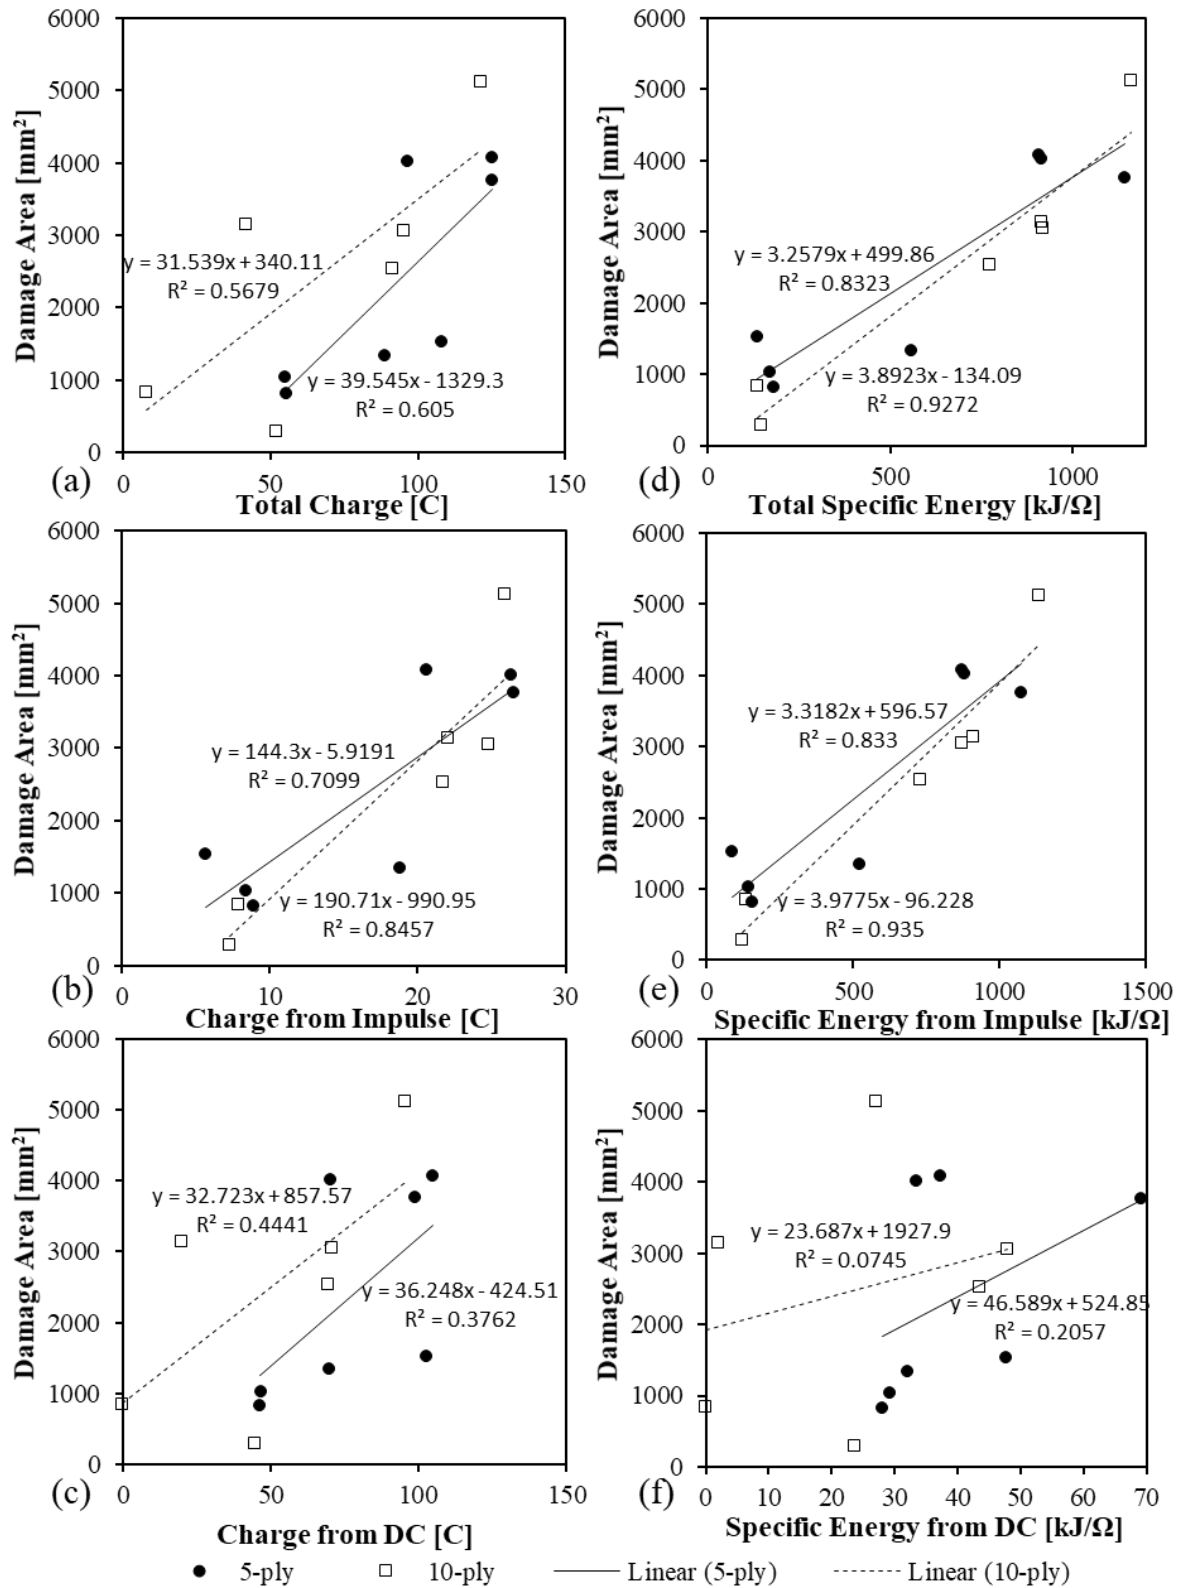 6000
5000
4000
3000
2000
1000
0
Damage Area [mm²]
y = 31.539x + 340.11
R² = 0.5679
y = 39.545x - 1329.3
R² = 0.605
0 50 100 150
(a)
Total Charge [C]
6000
5000
4000
3000
2000
1000
0
Damage Area [mm²]
y = 3.2579x + 499.86
R² = 0.8323
y = 3.8923x - 134.09
R² = 0.9272
0 500 1000
(d)
Total Specific Energy [kJ/Ω]
6000
5000
4000
3000
2000
1000
0
Damage Area [mm²]
y = 144.3x - 5.9191
R² = 0.7099
y = 190.71x - 990.95
R² = 0.8457
0 10 20 30
(b)
Charge from Impulse [C]
6000
5000
4000
3000
2000
1000
0
Damage Area [mm²]
y = 3.3182x + 596.57
R² = 0.833
y = 3.9775x - 96.228
R² = 0.935
0 500 1000 1500
(e)
Specific Energy from Impulse [kJ/Ω]
6000
5000
4000
3000
2000
1000
0
Damage Area [mm²]
y = 32.723x + 857.57
R² = 0.4441
y = 36.248x - 424.51
R² = 0.3762
0 50 100 150
(c)
Charge from DC [C]
6000
5000
4000
3000
2000
1000
0
Damage Area [mm²]
y = 23.687x + 1927.9
R² = 0.0745
y = 46.589x + 524.85
R² = 0.2057
0 10 20 30 40 50 60 70
(f)
Specific Energy from DC [kJ/Ω]
5-ply 10-ply Linear (5-ply) Linear (10-ply)